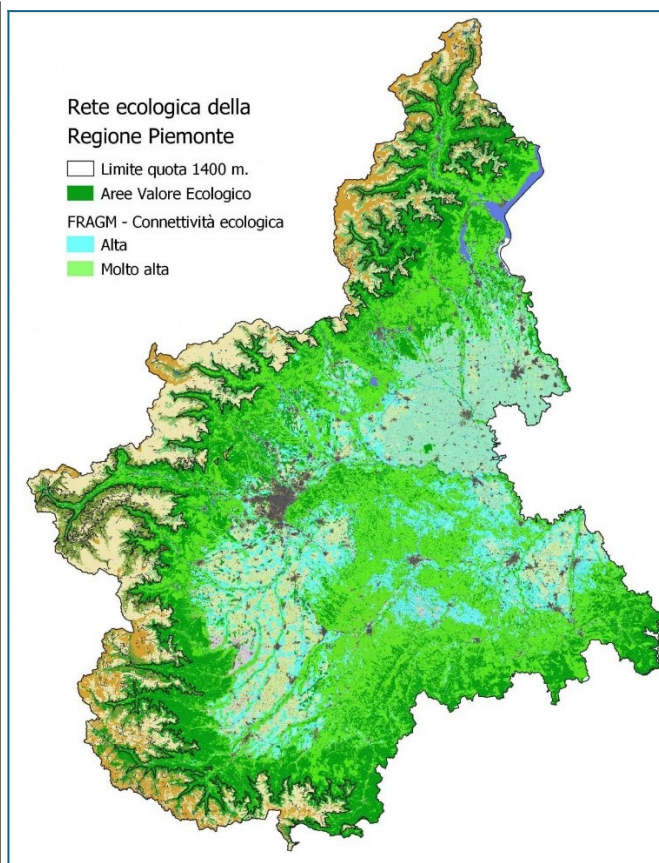 Rete ecologica della
Regione Piemonte
Limite quota 1400 m.
Aree Valore Ecologico
FRAGM - Connettività ecologica
Alta
Molto alta